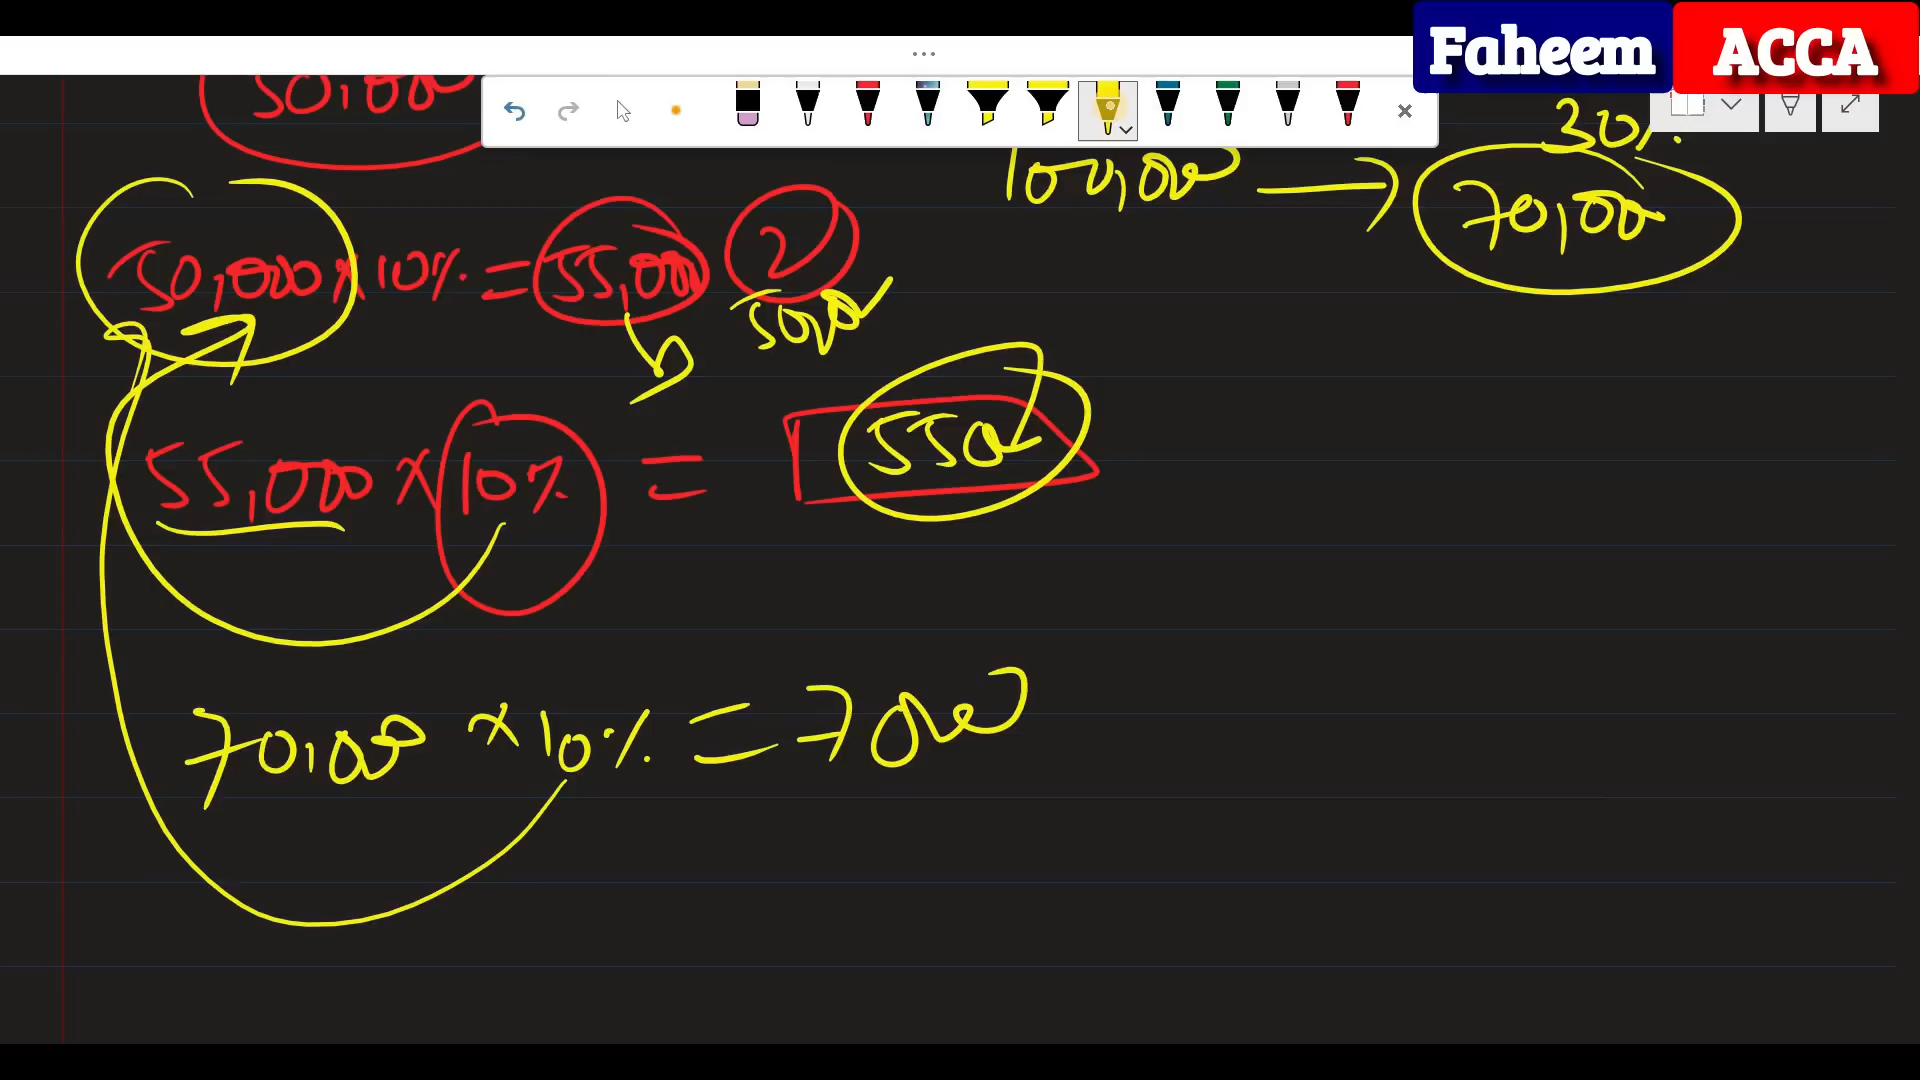 Faheem ACCA
50,000
30%
100,000 → 70,000
50,000 × 10% = 55,000 2
5000
55,000 × 10% = 5500
70,000 × 10% = 7000